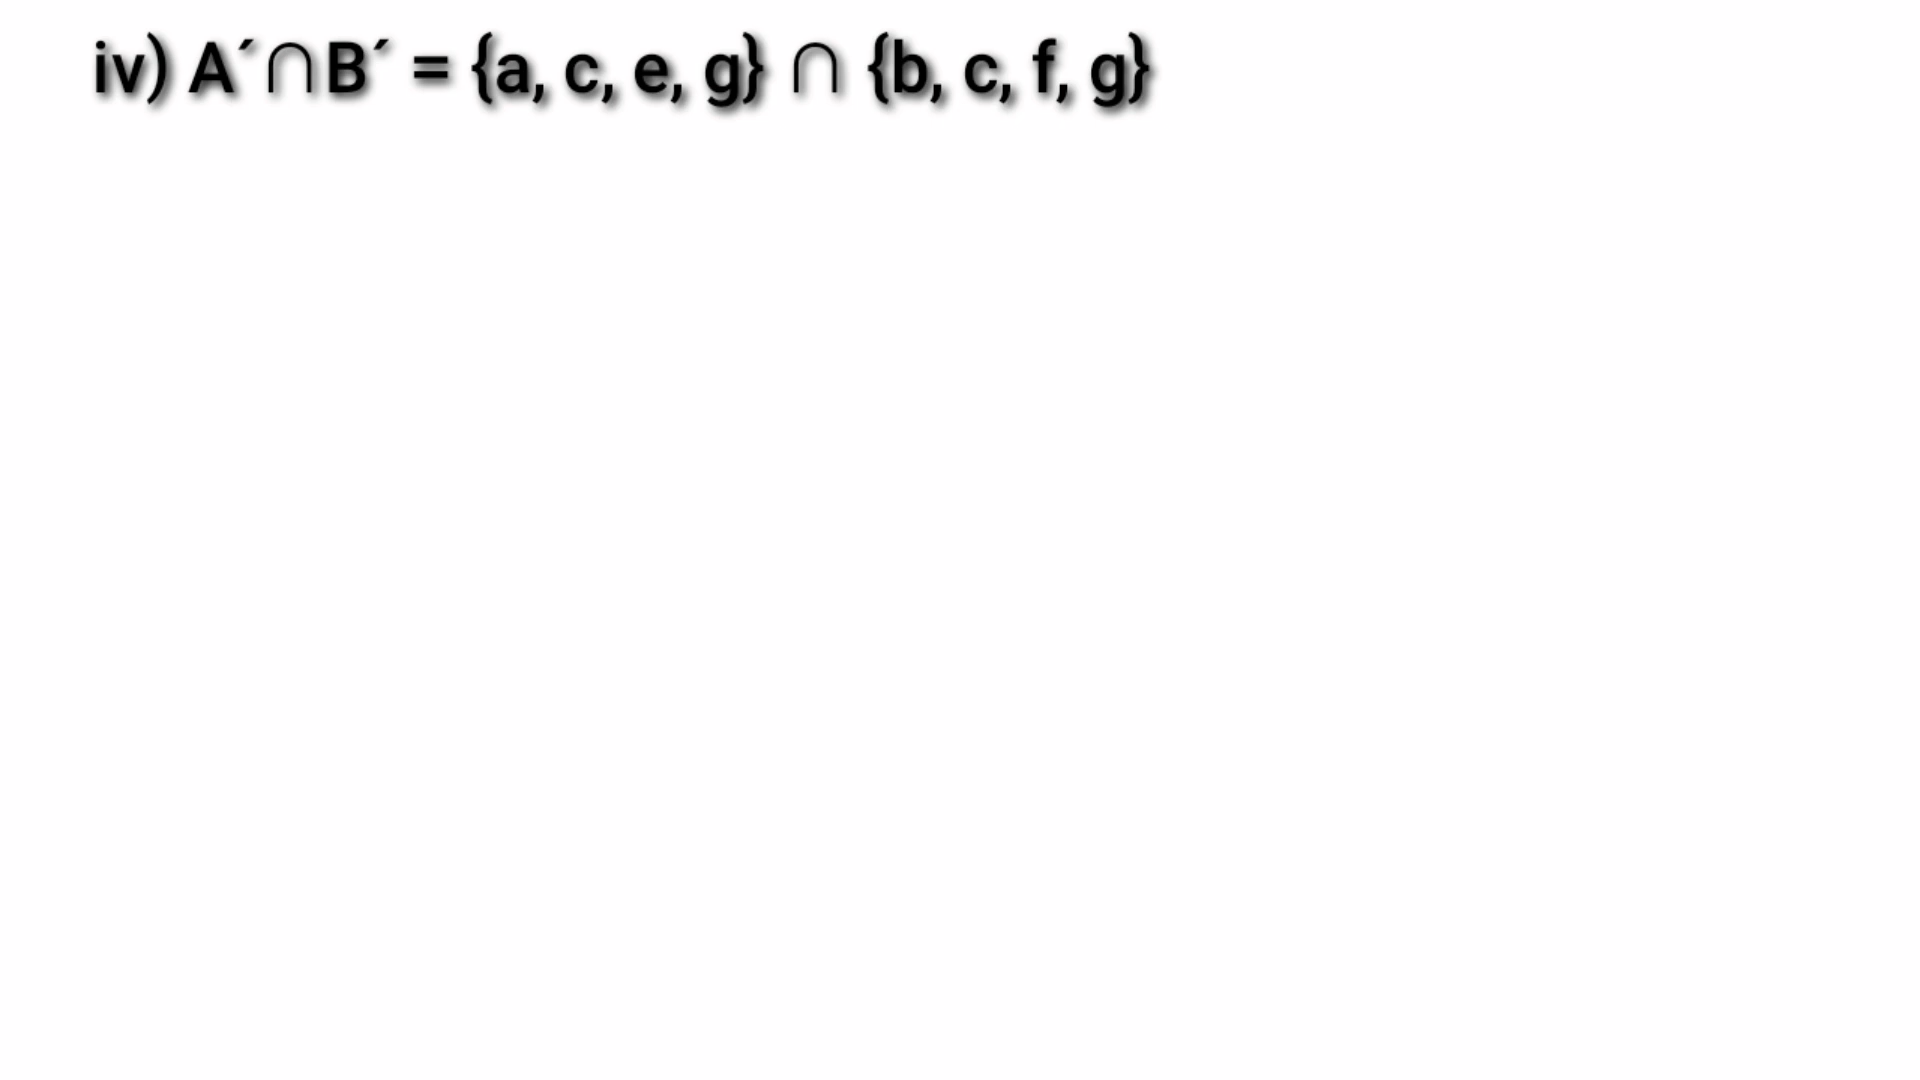 iv) A´∩B´ = {a, c, e, g} ∩ {b, c, f, g}